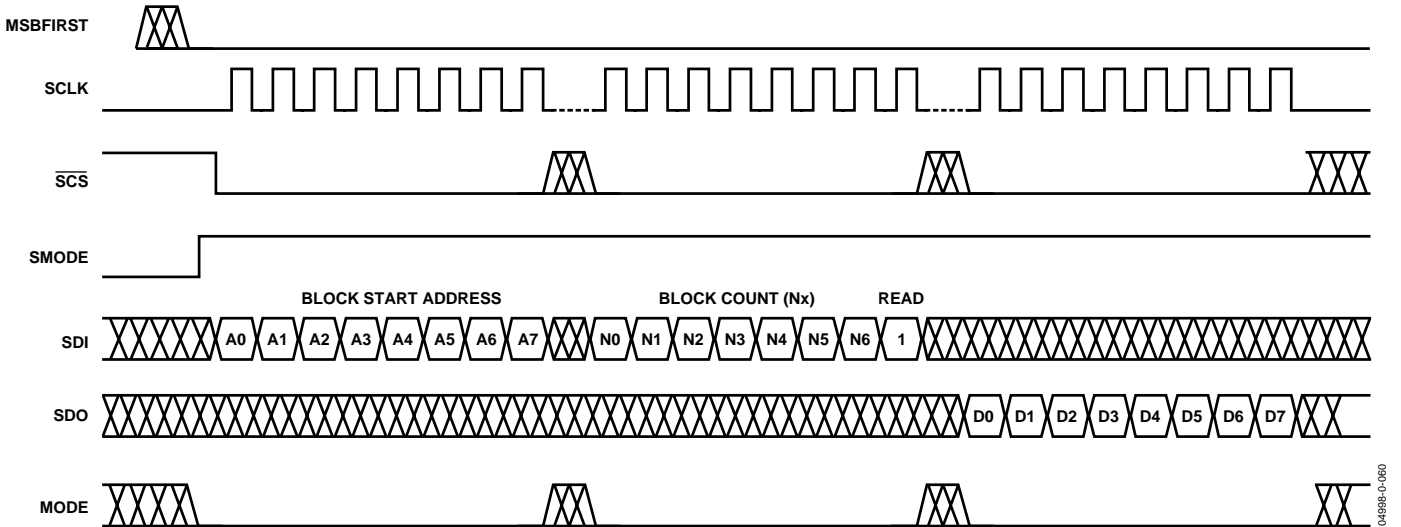 MSBFIRST
SCLK
SCS
SMODE
BLOCK START ADDRESS BLOCK COUNT (Nx) READ
SDI A0 A1 A2 A3 A4 A5 A6 A7 N0 N1 N2 N3 N4 N5 N6 1
SDO D0 D1 D2 D3 D4 D5 D6 D7
MODE
04998-0-060